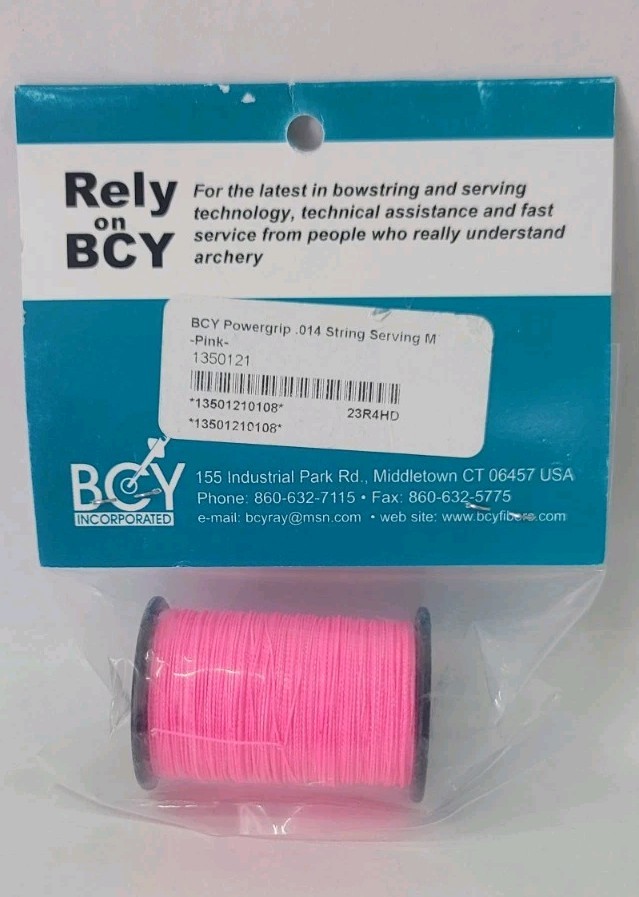 Rely
on
BCY
For the latest in bowstring and serving
technology, technical assistance and fast
service from people who really understand
archery
BCY Powergrip .014 String Serving M
-Pink-
1350121
*13501210108*
23R4HD
*13501210108*
BCY
INCORPORATED
155 Industrial Park Rd., Middletown CT 06457 USA
Phone: 860-632-7115 • Fax: 860-632-5775
e-mail: bcyray@msn.com • web site: www.bcyfibers.com